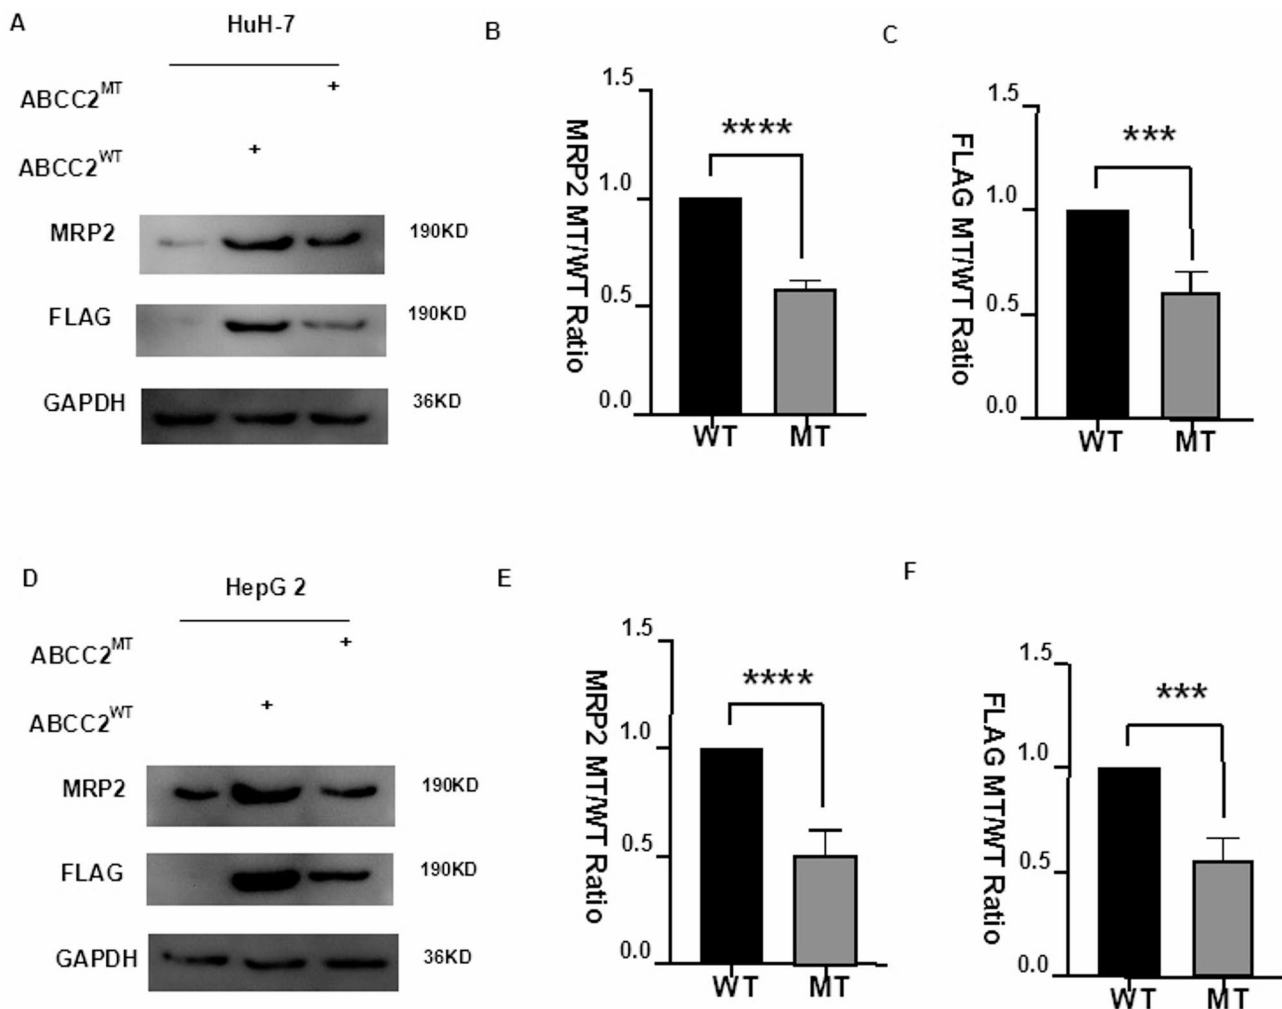 A
HuH-7
ABCC2MT +
ABCC2WT +
MRP2 190KD
FLAG 190KD
GAPDH 36KD
B
MRP2 MT/WT Ratio
1.5
1.0
0.5
0.0
****
WT MT
C
FLAG MT/WT Ratio
1.5
1.0
0.5
0.0
***
WT MT
D
HepG 2
ABCC2MT +
ABCC2WT +
MRP2 190KD
FLAG 190KD
GAPDH 36KD
E
MRP2 MT/WT Ratio
1.5
1.0
0.5
0.0
****
WT MT
F
FLAG MT/WT Ratio
1.5
1.0
0.5
0.0
***
WT MT